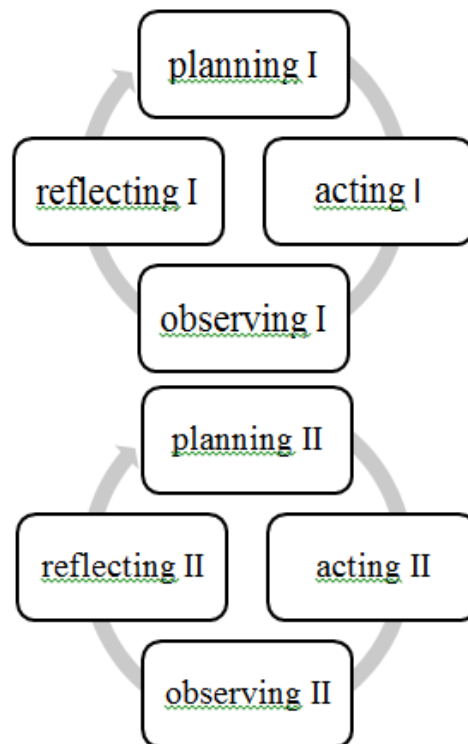 planning I
reflecting I
acting I
observing I
planning II
reflecting II
acting II
observing II